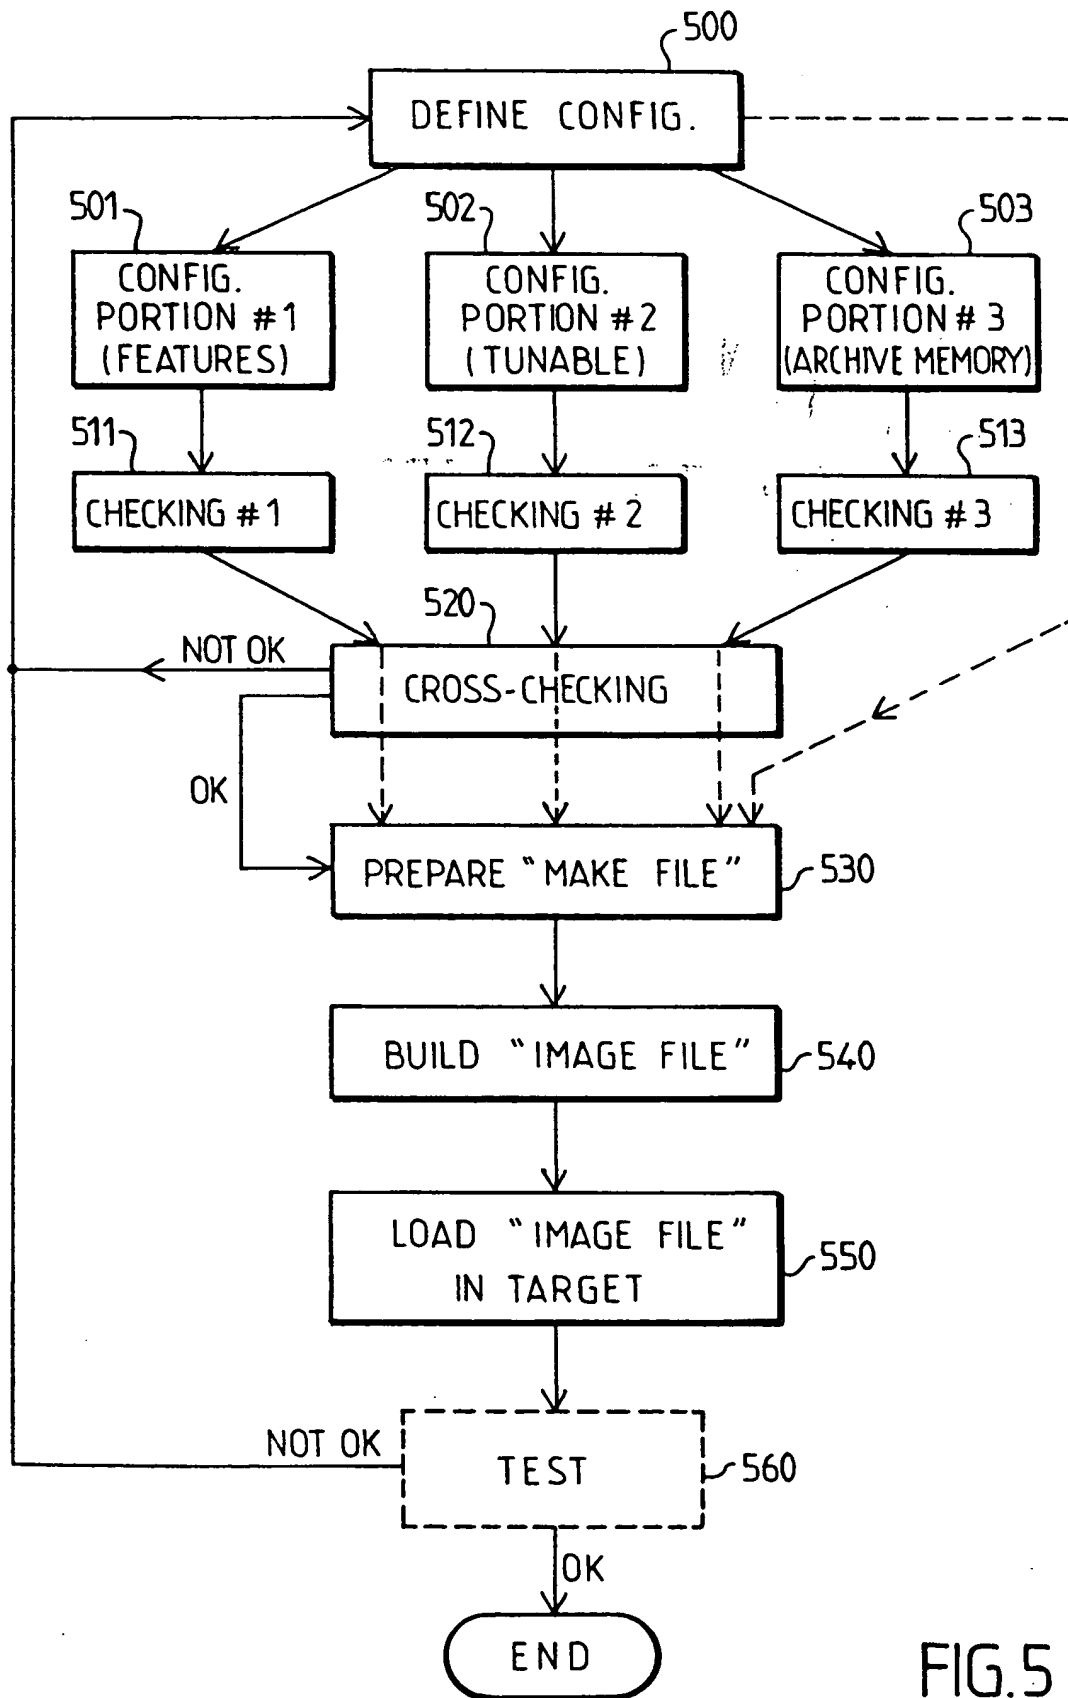 500
DEFINE CONFIG.
501
502
503
CONFIG.
PORTION #1
(FEATURES)
CONFIG.
PORTION #2
(TUNABLE)
CONFIG.
PORTION # 3
(ARCHIVE MEMORY)
511
512
513
CHECKING #1
CHECKING # 2
CHECKING # 3
520
NOT OK
CROSS-CHECKING
OK
PREPARE "MAKE FILE"
530
BUILD "IMAGE FILE"
540
LOAD "IMAGE FILE"
IN TARGET
550
NOT OK
TEST
560
OK
END
FIG.5